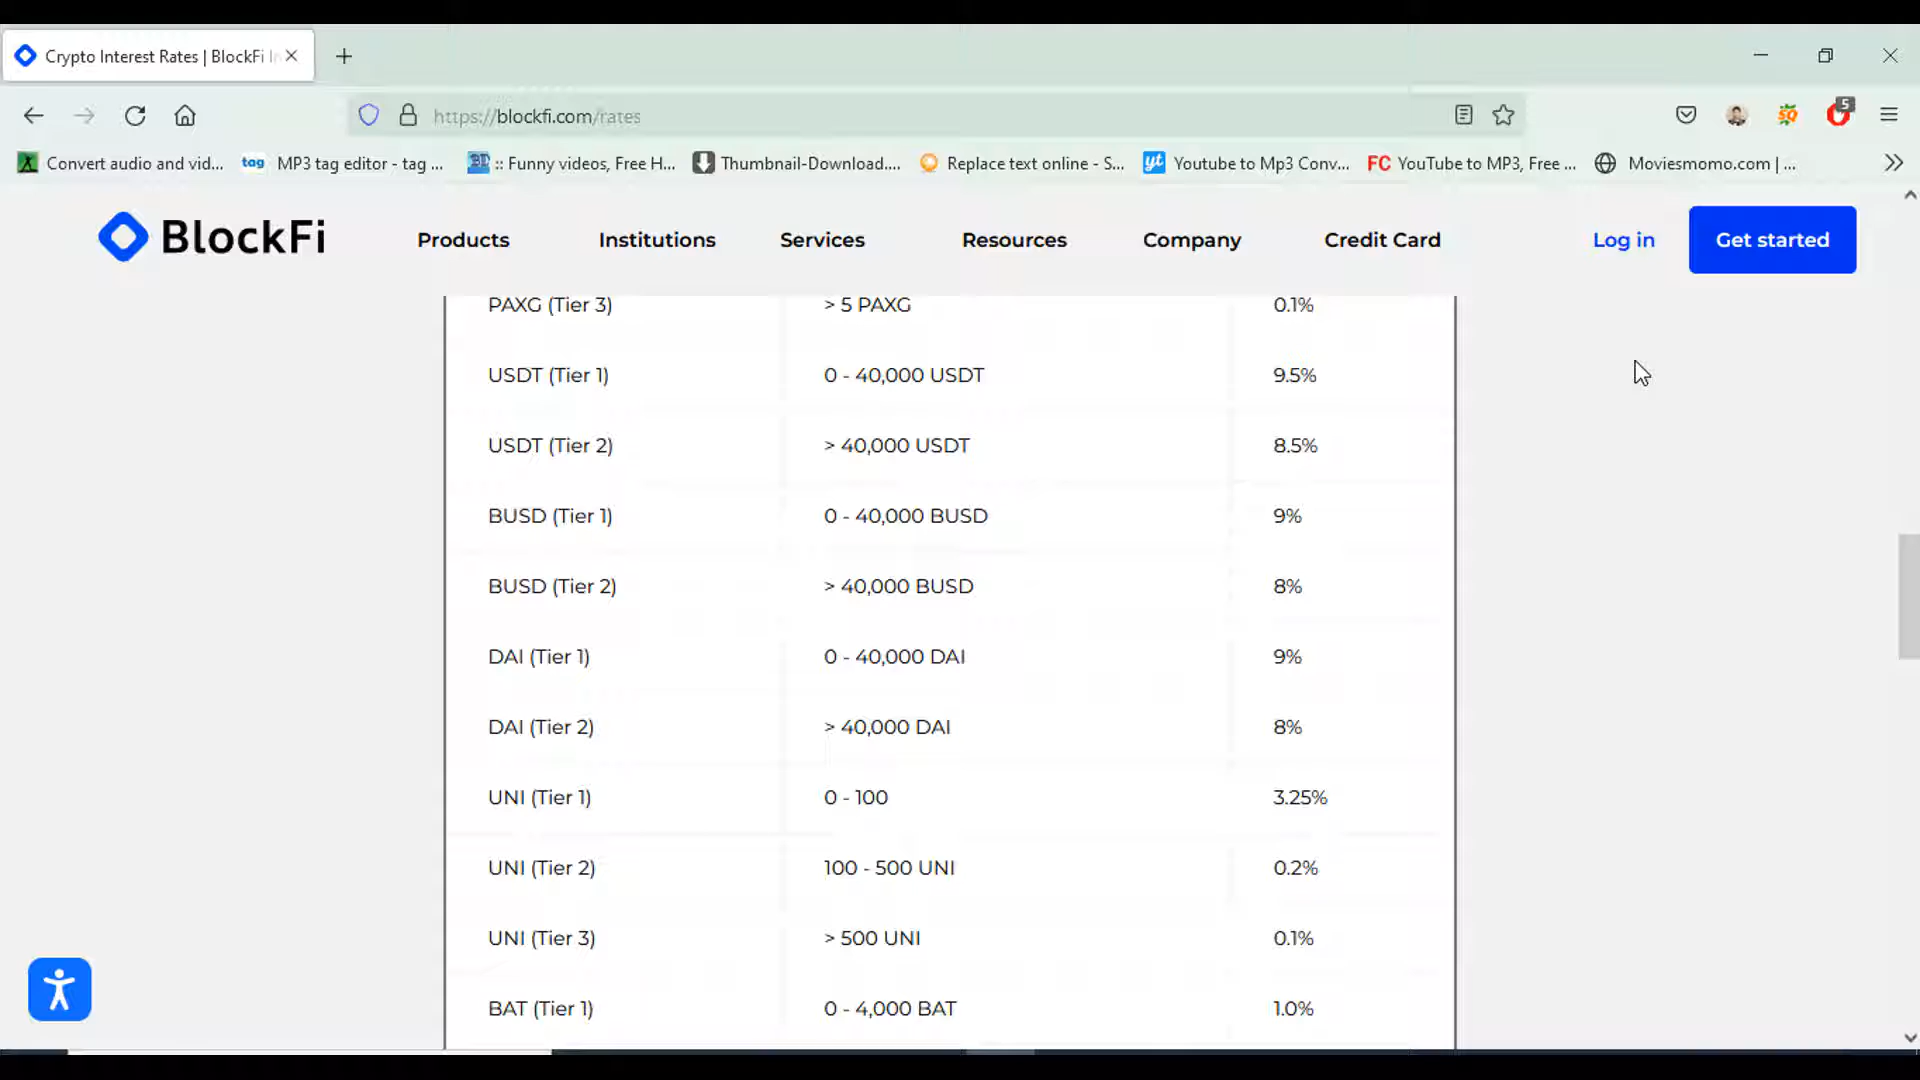 Crypto Interest Rates | BlockFi In
https://blockfi.com/rates
5
Convert audio and vid...
tag MP3 tag editor - tag ...
:: Funny videos, Free H...
Thumbnail-Download....
Replace text online - S...
yt Youtube to Mp3 Conv...
FC YouTube to MP3, Free ...
Moviesmomo.com | ...
BlockFi
Products
Institutions
Services
Resources
Company
Credit Card
Log in
Get started
PAXG (Tier 3) > 5 PAXG 0.1%
USDT (Tier 1) 0 - 40,000 USDT 9.5%
USDT (Tier 2) > 40,000 USDT 8.5%
BUSD (Tier 1) 0 - 40,000 BUSD 9%
BUSD (Tier 2) > 40,000 BUSD 8%
DAI (Tier 1) 0 - 40,000 DAI 9%
DAI (Tier 2) > 40,000 DAI 8%
UNI (Tier 1) 0 - 100 3.25%
UNI (Tier 2) 100 - 500 UNI 0.2%
UNI (Tier 3) > 500 UNI 0.1%
BAT (Tier 1) 0 - 4,000 BAT 1.0%